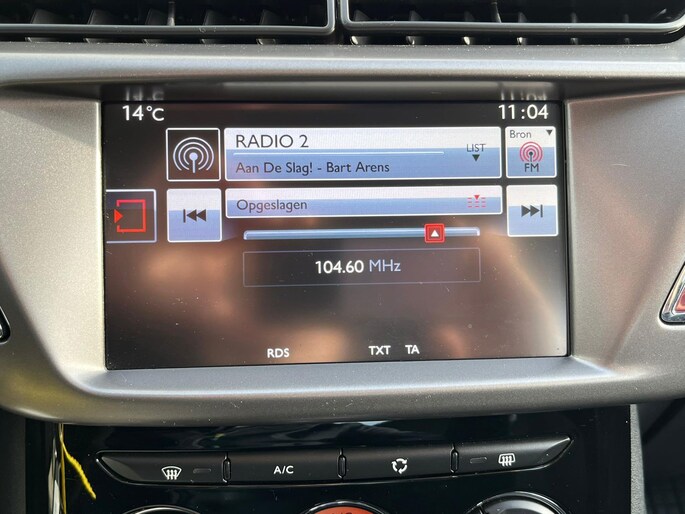 14°C 11:04
RADIO 2
LIST
Bron
Aan De Slag! - Bart Arens
FM
Opgeslagen
104.60 MHz
RDS TXT TA
A/C